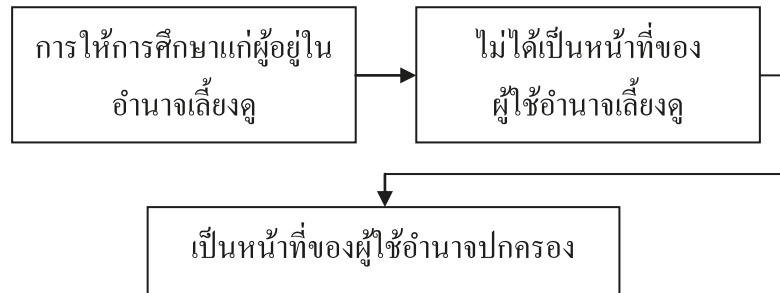 การให้การศึกษาแก่ผู้อยู่ใน
อำนาจเลี้ยงดู
ไม่ได้เป็นหน้าที่ของ
ผู้ใช้อำนาจเลี้ยงดู
เป็นหน้าที่ของผู้ใช้อำนาจปกครอง